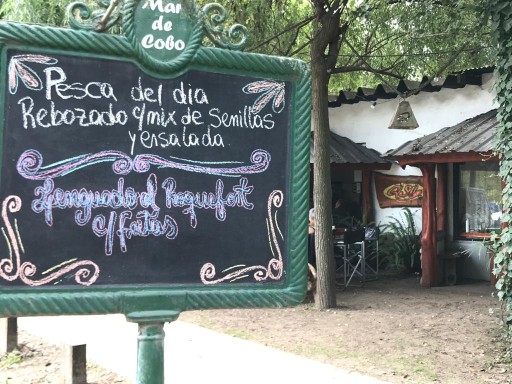 Mar
de
Cobo
Pesca del dia
Rebozado c/mix de Semillas
y ensalada
Lenguado al Roquefort
c/fritas